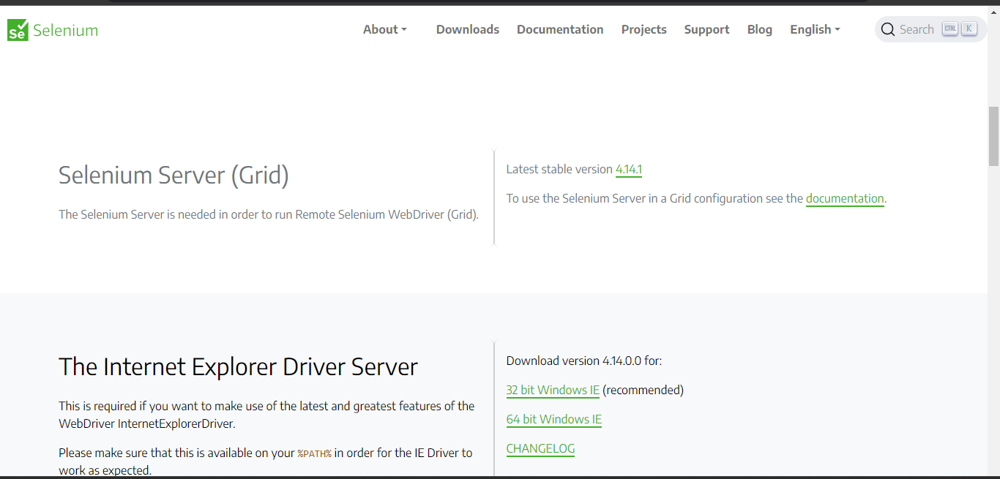 Se Selenium
About
Downloads
Documentation
Projects
Support
Blog
English
Search CTRL K
Selenium Server (Grid)
The Selenium Server is needed in order to run Remote Selenium WebDriver (Grid).
Latest stable version 4.14.1
To use the Selenium Server in a Grid configuration see the documentation.
The Internet Explorer Driver Server
This is required if you want to make use of the latest and greatest features of the
WebDriver InternetExplorerDriver.
Please make sure that this is available on your %PATH% in order for the IE Driver to
work as expected.
Download version 4.14.0.0 for:
32 bit Windows IE (recommended)
64 bit Windows IE
CHANGELOG